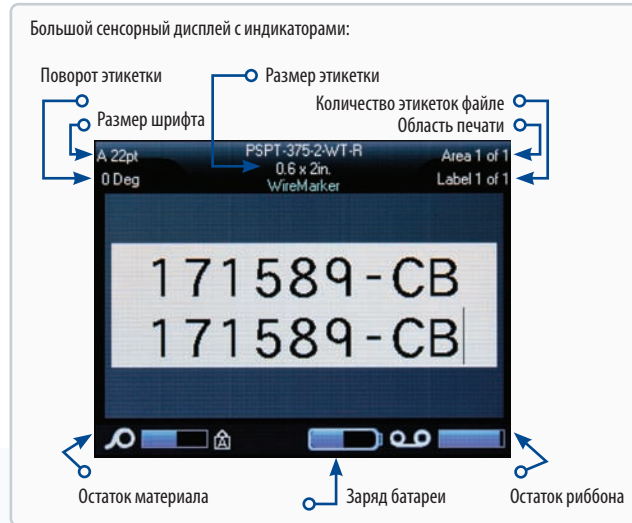 Большой сенсорный дисплей с индикаторами:
Поворот этикетки
Размер этикетки
Количество этикеток файле
Размер шрифта
Область печати
A 22pt
PSPT-375-2-WT-R
Area 1 of 1
0 Deg
0.6 x 2in.
Label 1 of 1
WireMarker
171589-CB
171589-CB
A
Остаток материала
Заряд батареи
Остаток риббона